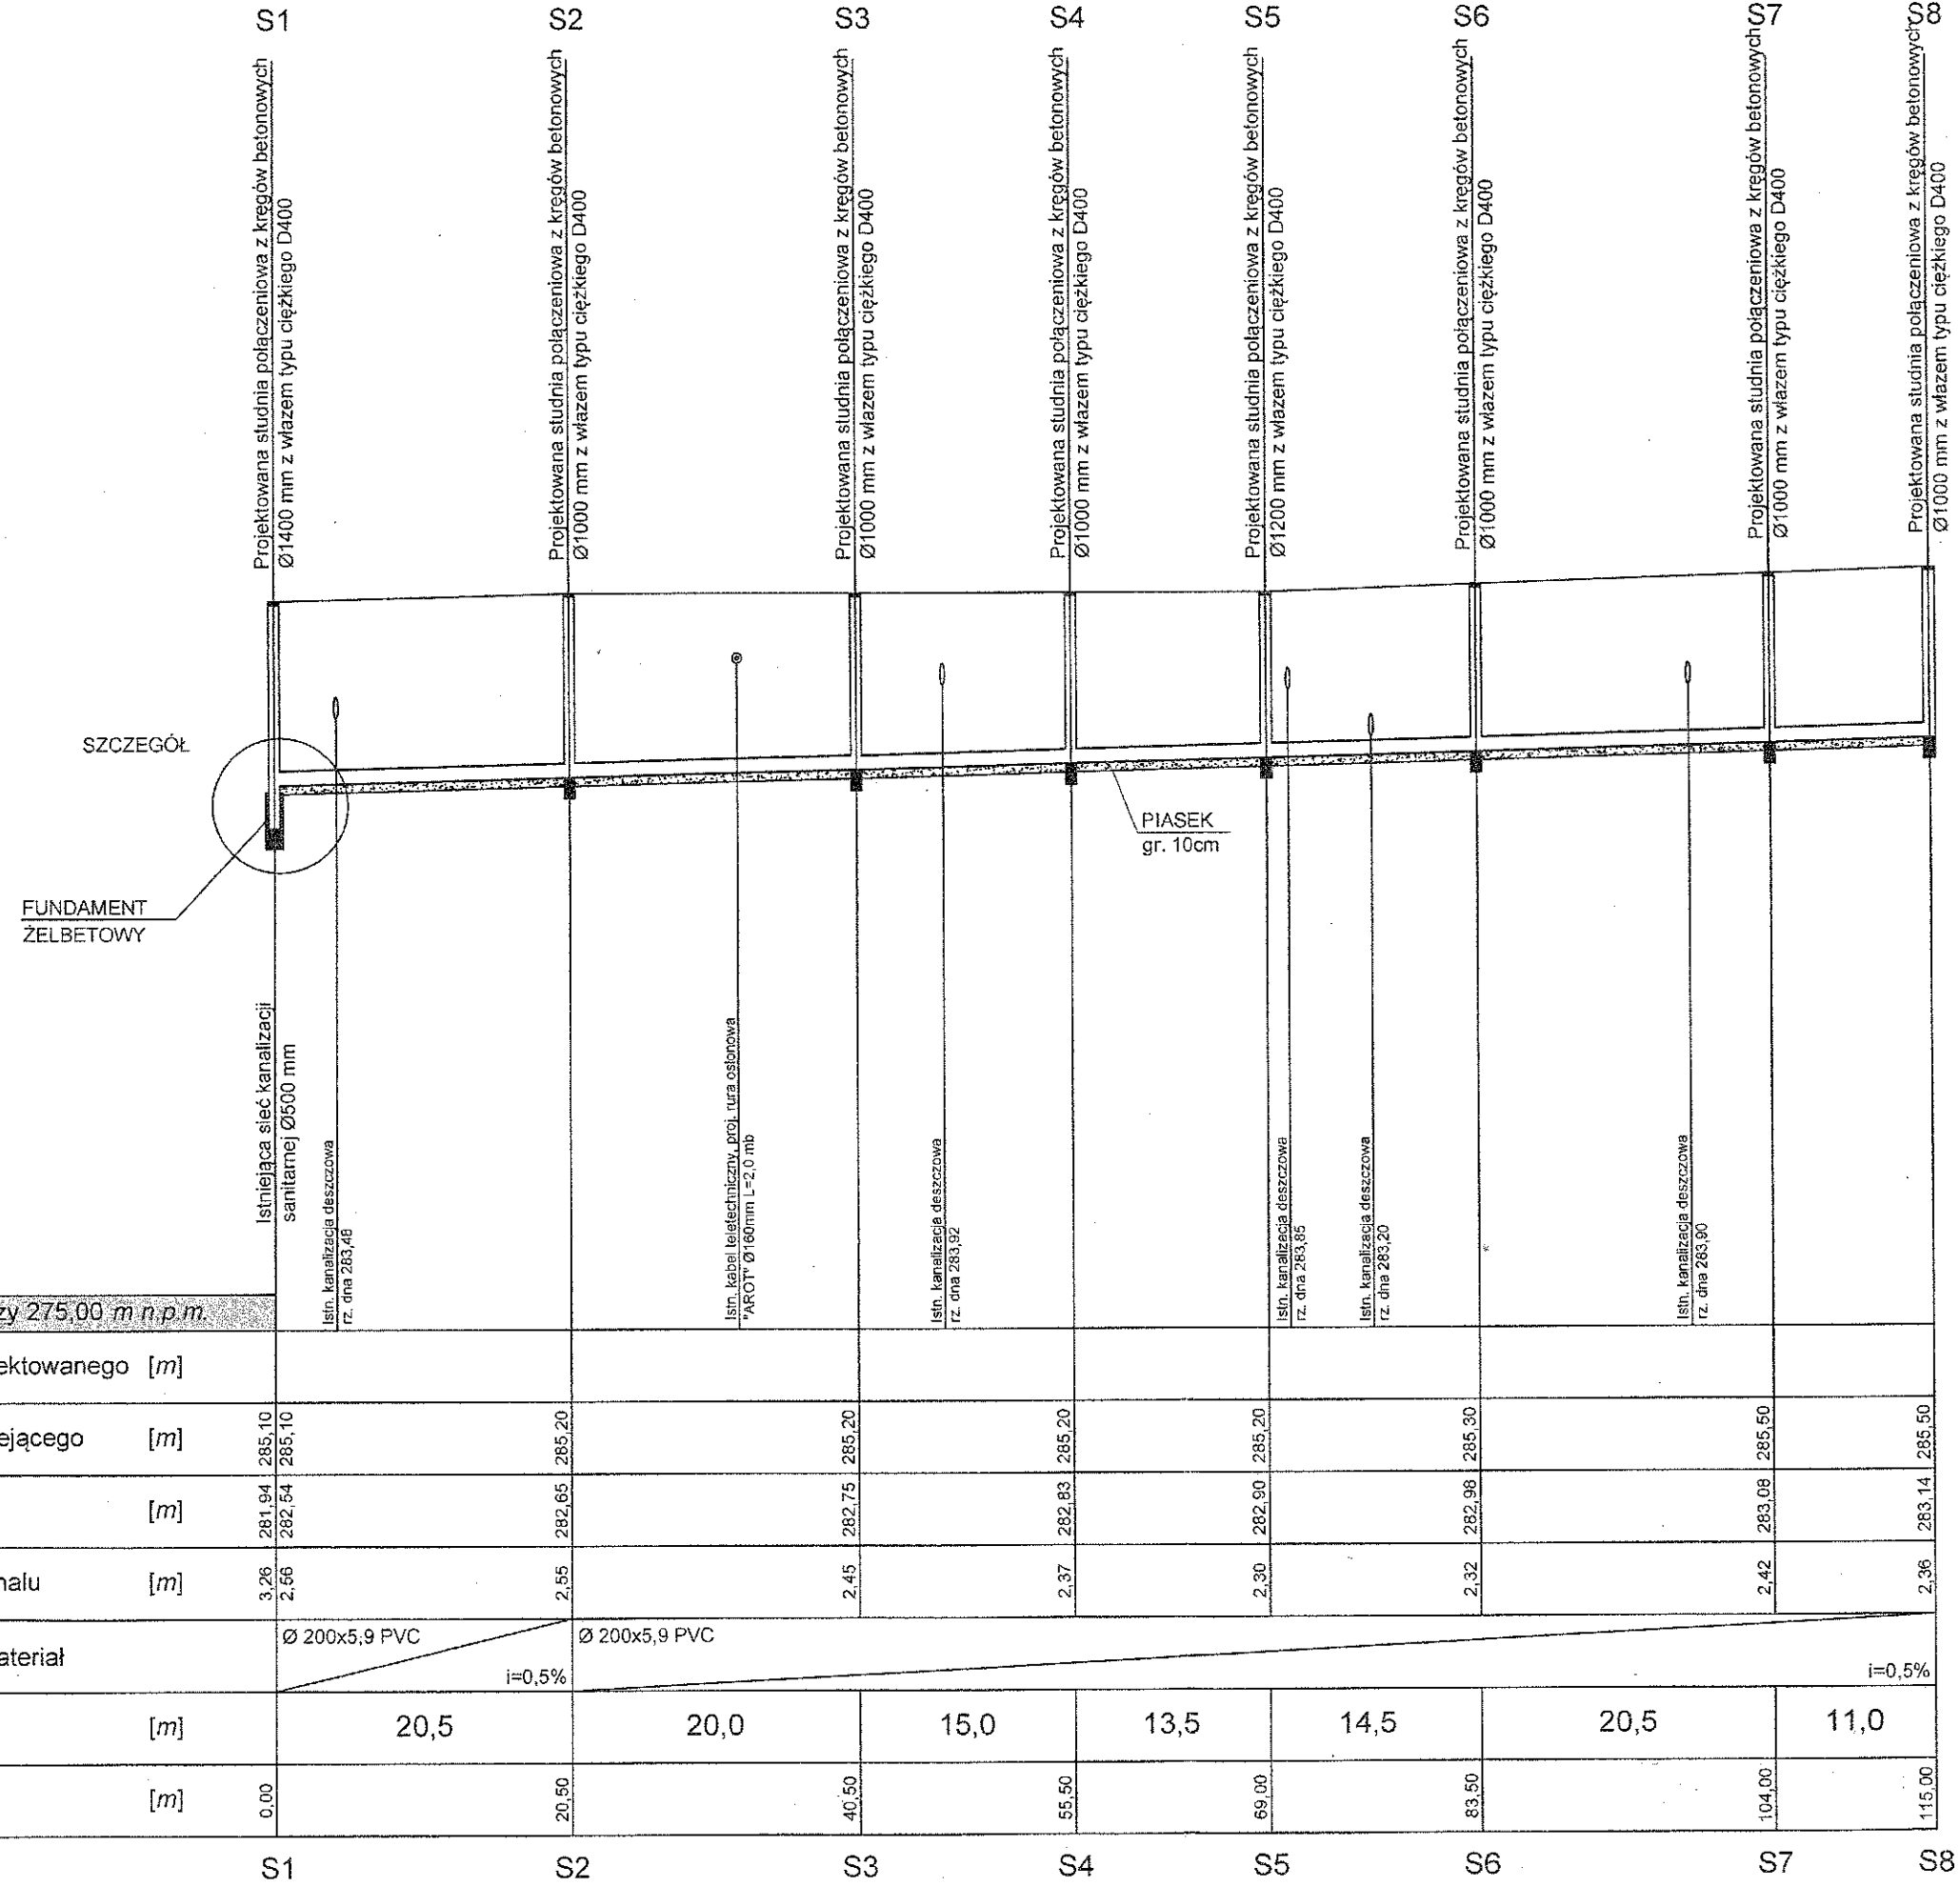 S1 S2 S3 S4 S5 S6 S7 S8
Projektowana studnia połączeniowa z kręgów betonowych
Ø1400 mm z włazem typu ciężkiego D400
Projektowana studnia połączeniowa z kręgów betonowych
Ø1000 mm z włazem typu ciężkiego D400
Projektowana studnia połączeniowa z kręgów betonowych
Ø1000 mm z włazem typu ciężkiego D400
Projektowana studnia połączeniowa z kręgów betonowych
Ø1000 mm z włazem typu ciężkiego D400
Projektowana studnia połączeniowa z kręgów betonowych
Ø1200 mm z włazem typu ciężkiego D400
Projektowana studnia połączeniowa z kręgów betonowych
Ø1000 mm z włazem typu ciężkiego D400
Projektowana studnia połączeniowa z kręgów betonowych
Ø1000 mm z włazem typu ciężkiego D400
Projektowana studnia połączeniowa z kręgów betonowych
Ø1000 mm z włazem typu ciężkiego D400
SZCZEGÓŁ
PIASEK
gr. 10cm
FUNDAMENT
ŻELBETOWY
Istniejąca sieć kanalizacji
sanitarnej Ø500 mm
Istn. kanalizacja deszczowa
rz. dna 283,48
Istn. kabel teletechniczny, proj. rura osłonowa
"AROT" Ø160mm L=2,0 mb
Istn. kanalizacja deszczowa
rz. dna 283,92
Istn. kanalizacja deszczowa
rz. dna 283,85
Istn. kanalizacja deszczowa
rz. dna 283,20
Istn. kanalizacja deszczowa
rz. dna 283,90
zy 275,00 m n.p.m.
ektowanego [m]
ejącego [m] 285,10 285,10 285,20 285,20 285,20 285,20 285,30 285,50 285,50
[m] 281,94 282,54 282,65 282,75 282,83 282,90 282,98 283,08 283,14
nału [m] 3,26 2,56 2,55 2,45 2,37 2,30 2,32 2,42 2,36
ateriał Ø 200x5,9 PVC i=0,5% Ø 200x5,9 PVC i=0,5%
[m] 20,5 20,0 15,0 13,5 14,5 20,5 11,0
[m] 0,00 20,50 40,50 55,50 69,00 83,50 104,00 115,00
S1 S2 S3 S4 S5 S6 S7 S8